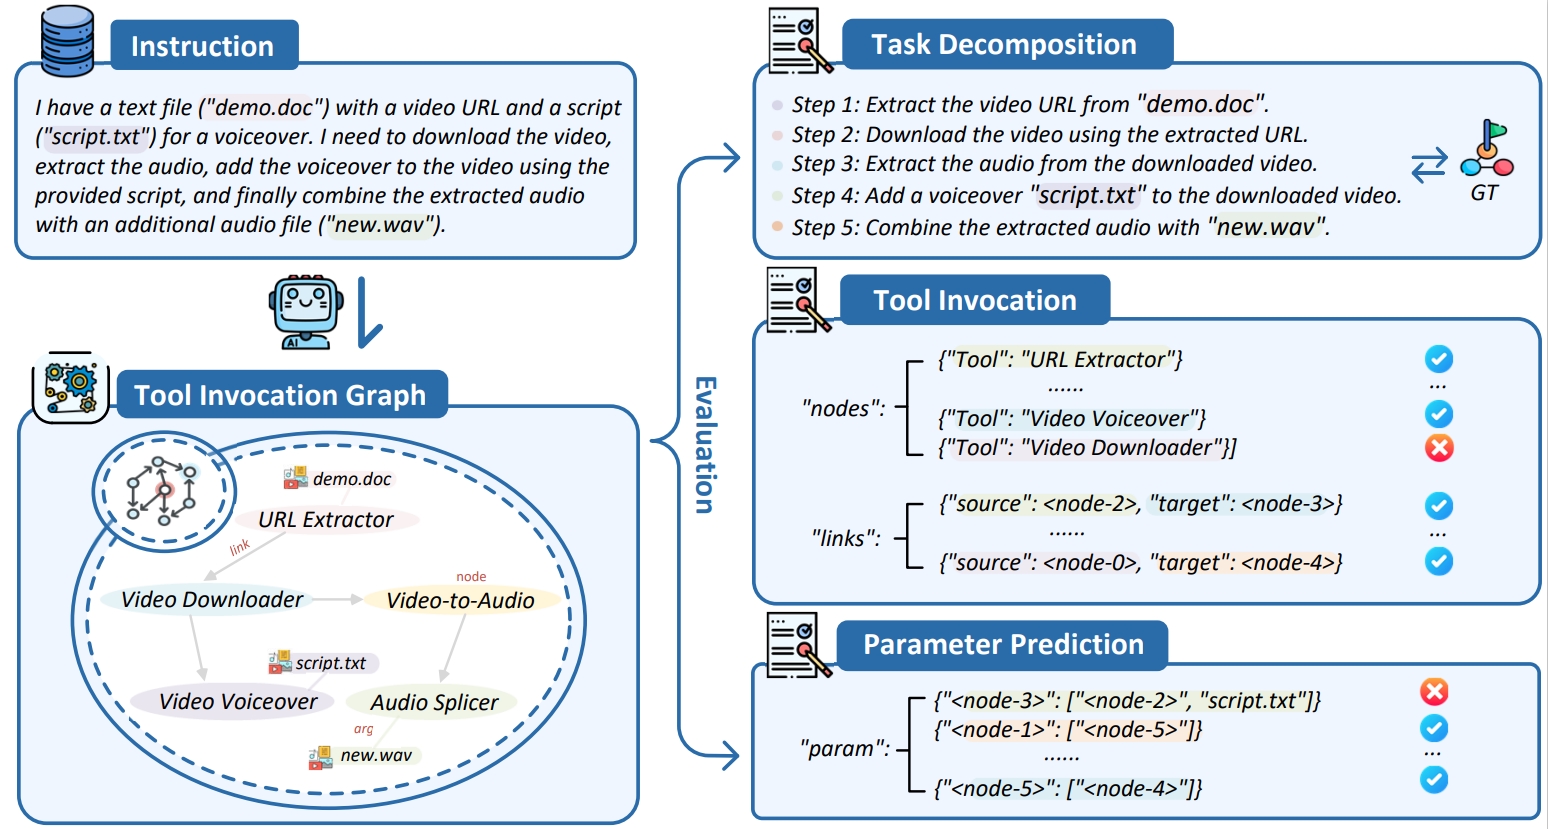 Instruction
I have a text file ("demo.doc") with a video URL and a script
("script.txt") for a voiceover. I need to download the video,
extract the audio, add the voiceover to the video using the
provided script, and finally combine the extracted audio
with an additional audio file ("new.wav").
AI
Tool Invocation Graph
demo.doc
URL Extractor
link
node
Video Downloader
Video-to-Audio
script.txt
Video Voiceover
Audio Splicer
arg
new.wav
Evaluation
Task Decomposition
Step 1: Extract the video URL from "demo.doc".
Step 2: Download the video using the extracted URL.
Step 3: Extract the audio from the downloaded video.
Step 4: Add a voiceover "script.txt" to the downloaded video.
Step 5: Combine the extracted audio with "new.wav".
GT
Tool Invocation
"nodes":
{"Tool": "URL Extractor"}
......
...
{"Tool": "Video Voiceover"}
{"Tool": "Video Downloader"}]
"links":
{"source": <node-2>, "target": <node-3>}
......
...
{"source": <node-0>, "target": <node-4>}
Parameter Prediction
"param":
{"<node-3>": ["<node-2>", "script.txt"]}
{"<node-1>": ["<node-5>"]}
......
...
{"<node-5>": ["<node-4>"]}